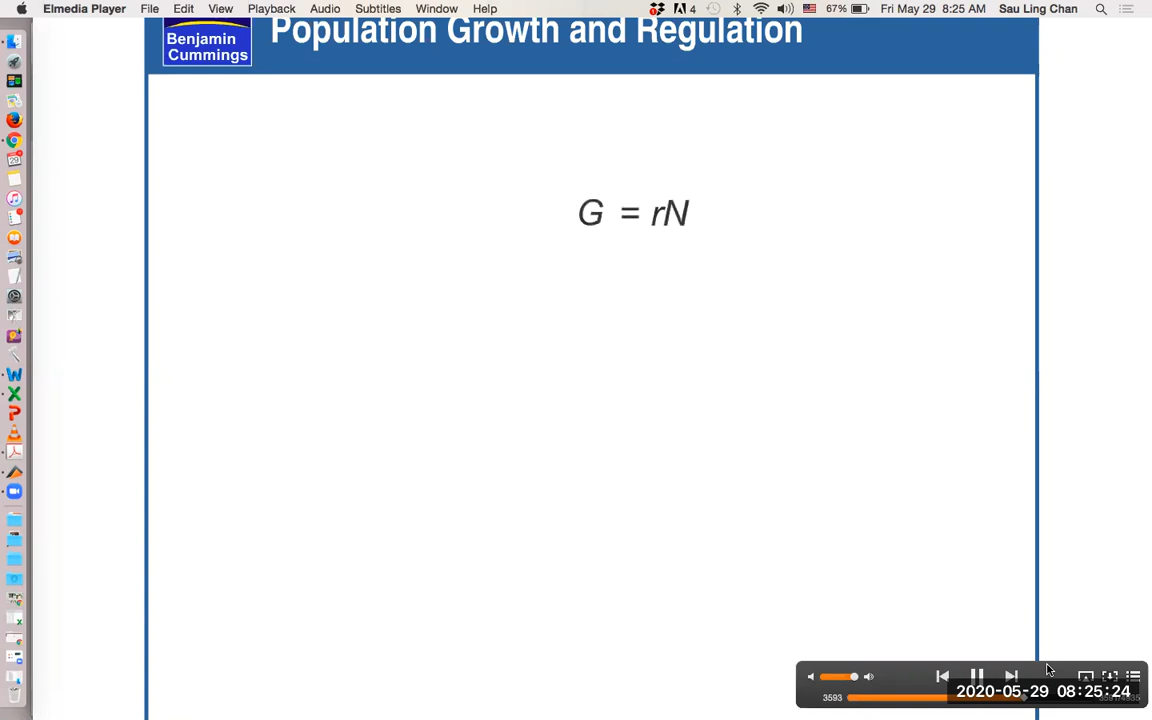 Elmedia Player File Edit View Playback Audio Subtitles Window Help 4 67% Fri May 29 8:25 AM Sau Ling Chan
Benjamin
Cummings
Population Growth and Regulation
G = rN
3593
2020-05-29 08:25:24